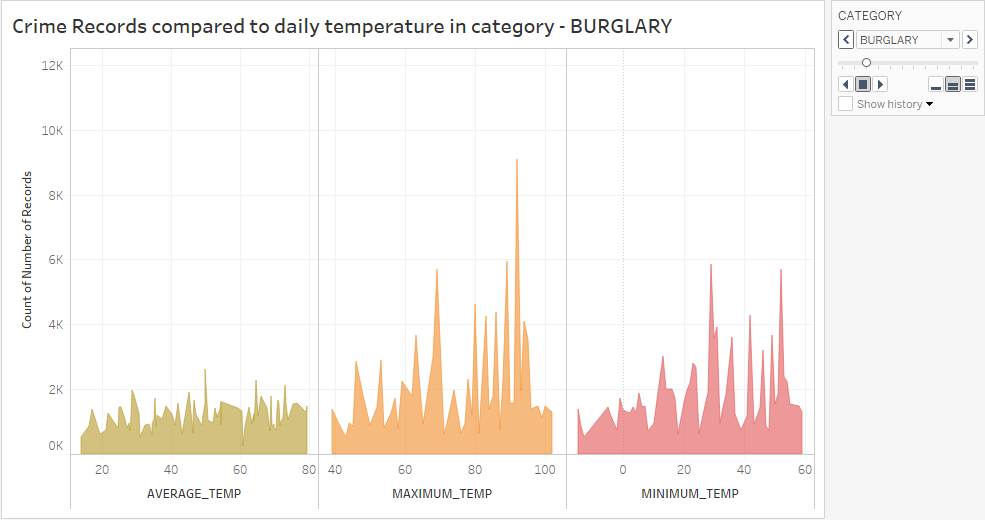 Crime Records compared to daily temperature in category - BURGLARY
CATEGORY
BURGLARY
Show history
Count of Number of Records
12K
10K
8K
6K
4K
2K
0K
20 40 60 80
40 60 80 100
0 20 40 60
AVERAGE_TEMP
MAXIMUM_TEMP
MINIMUM_TEMP